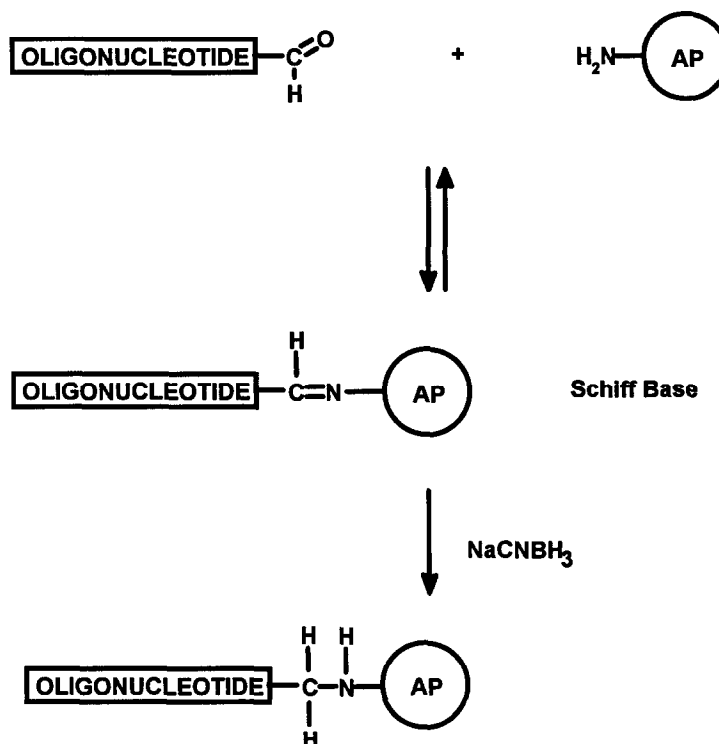 OLIGONUCLEOTIDE C O + H₂N AP
H
H
OLIGONUCLEOTIDE C=N AP Schiff Base
NaCNBH₃
H H
OLIGONUCLEOTIDE C N AP
H